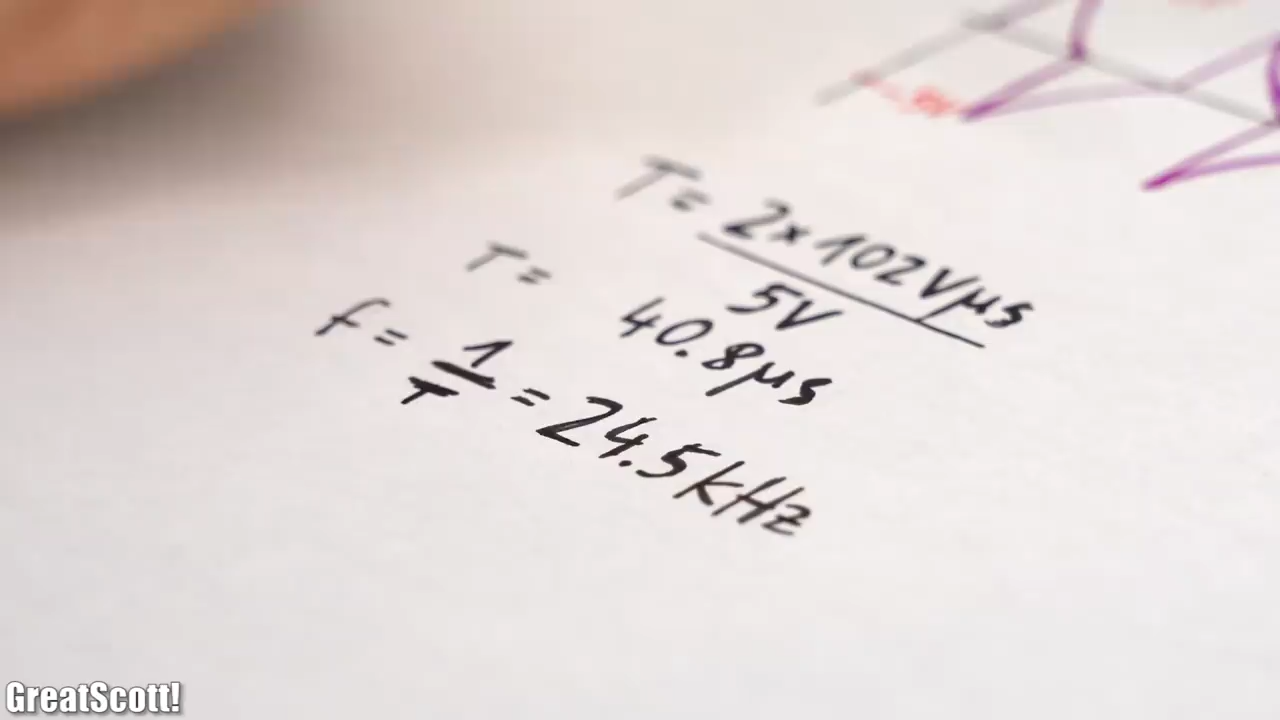 T = 2 × 102Vµs
5V
T = 40.8µs
f = 1/T = 24.5kHz
GreatScott!